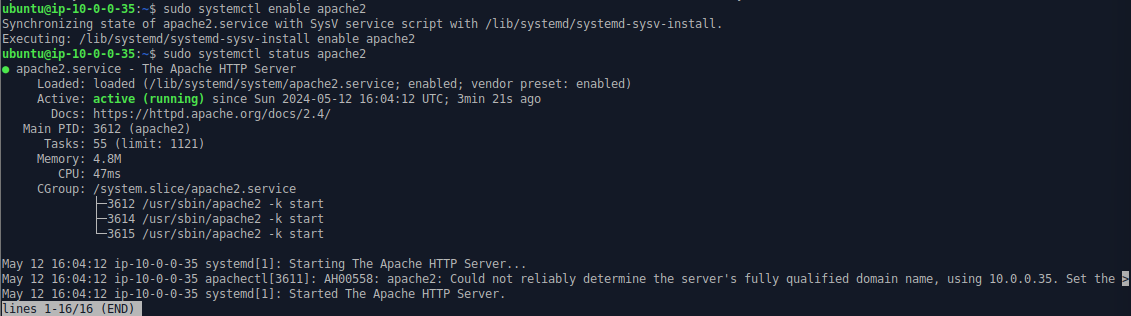 ubuntu@ip-10-0-0-35:~$ sudo systemctl enable apache2
Synchronizing state of apache2.service with SysV service script with /lib/systemd/systemd-sysv-install.
Executing: /lib/systemd/systemd-sysv-install enable apache2
ubuntu@ip-10-0-0-35:~$ sudo systemctl status apache2
● apache2.service - The Apache HTTP Server
     Loaded: loaded (/lib/systemd/system/apache2.service; enabled; vendor preset: enabled)
     Active: active (running) since Sun 2024-05-12 16:04:12 UTC; 3min 21s ago
       Docs: https://httpd.apache.org/docs/2.4/
   Main PID: 3612 (apache2)
      Tasks: 55 (limit: 1121)
     Memory: 4.8M
        CPU: 47ms
     CGroup: /system.slice/apache2.service
             ├─3612 /usr/sbin/apache2 -k start
             ├─3614 /usr/sbin/apache2 -k start
             └─3615 /usr/sbin/apache2 -k start
May 12 16:04:12 ip-10-0-0-35 systemd[1]: Starting The Apache HTTP Server...
May 12 16:04:12 ip-10-0-0-35 apachectl[3611]: AH00558: apache2: Could not reliably determine the server's fully qualified domain name, using 10.0.0.35. Set the >
May 12 16:04:12 ip-10-0-0-35 systemd[1]: Started The Apache HTTP Server.
lines 1-16/16 (END)